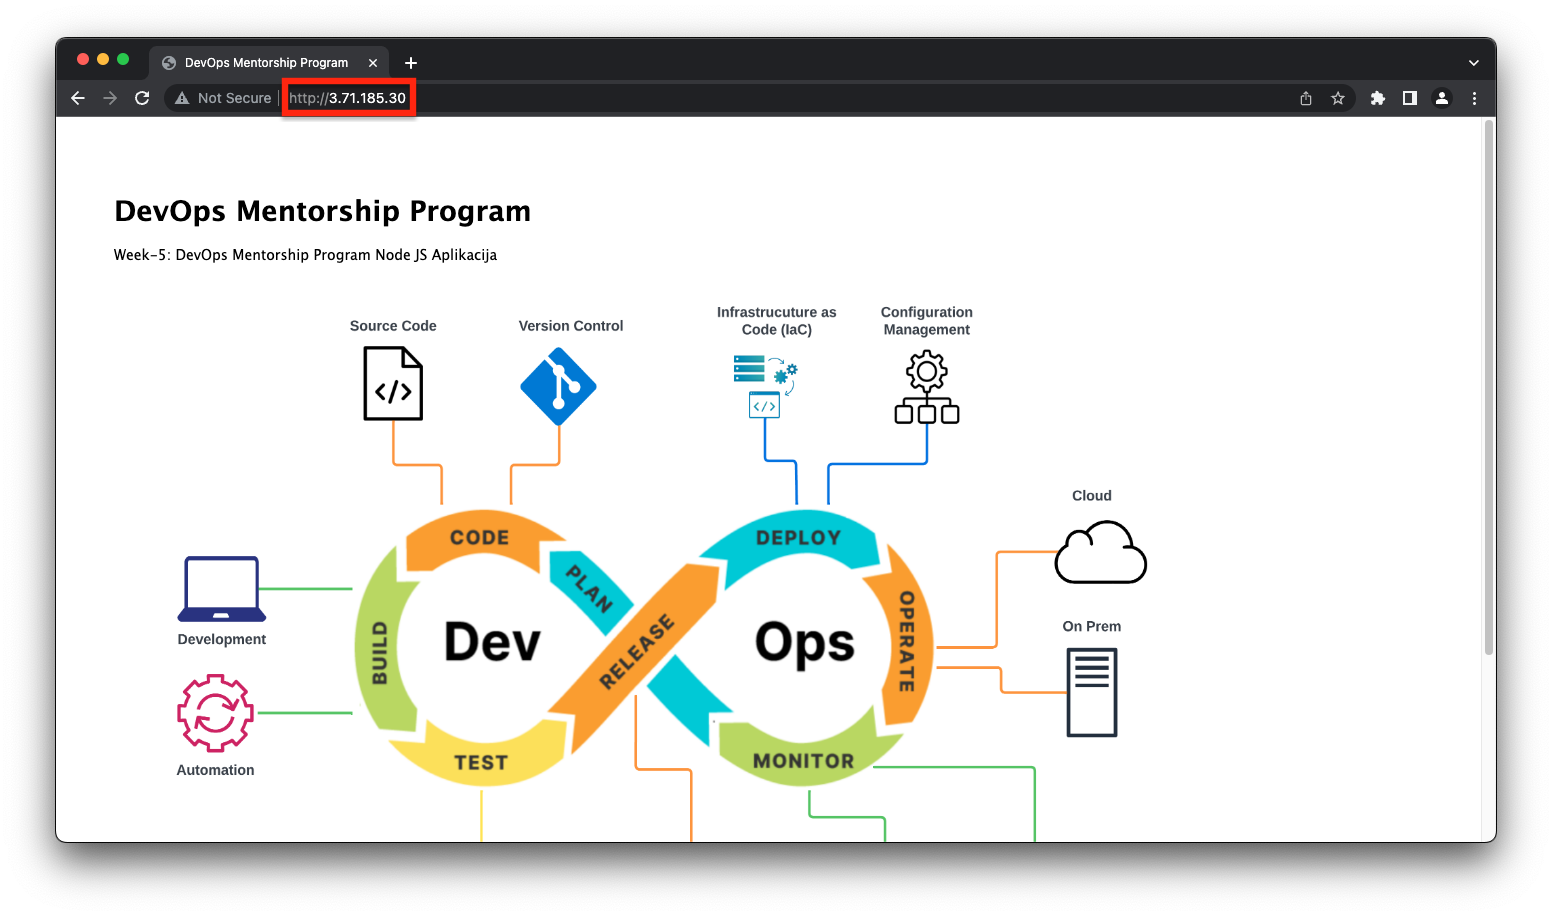 DevOps Mentorship Program
Not Secure | http://3.71.185.30
DevOps Mentorship Program
Week-5: DevOps Mentorship Program Node JS Aplikacija
Source Code
Version Control
Infrastrucuture as
Code (IaC)
Configuration
Management
</>
</>
Cloud
CODE
DEPLOY
PLAN
OPERATE
Development
BUILD
Dev
RELEASE
Ops
On Prem
Automation
TEST
MONITOR